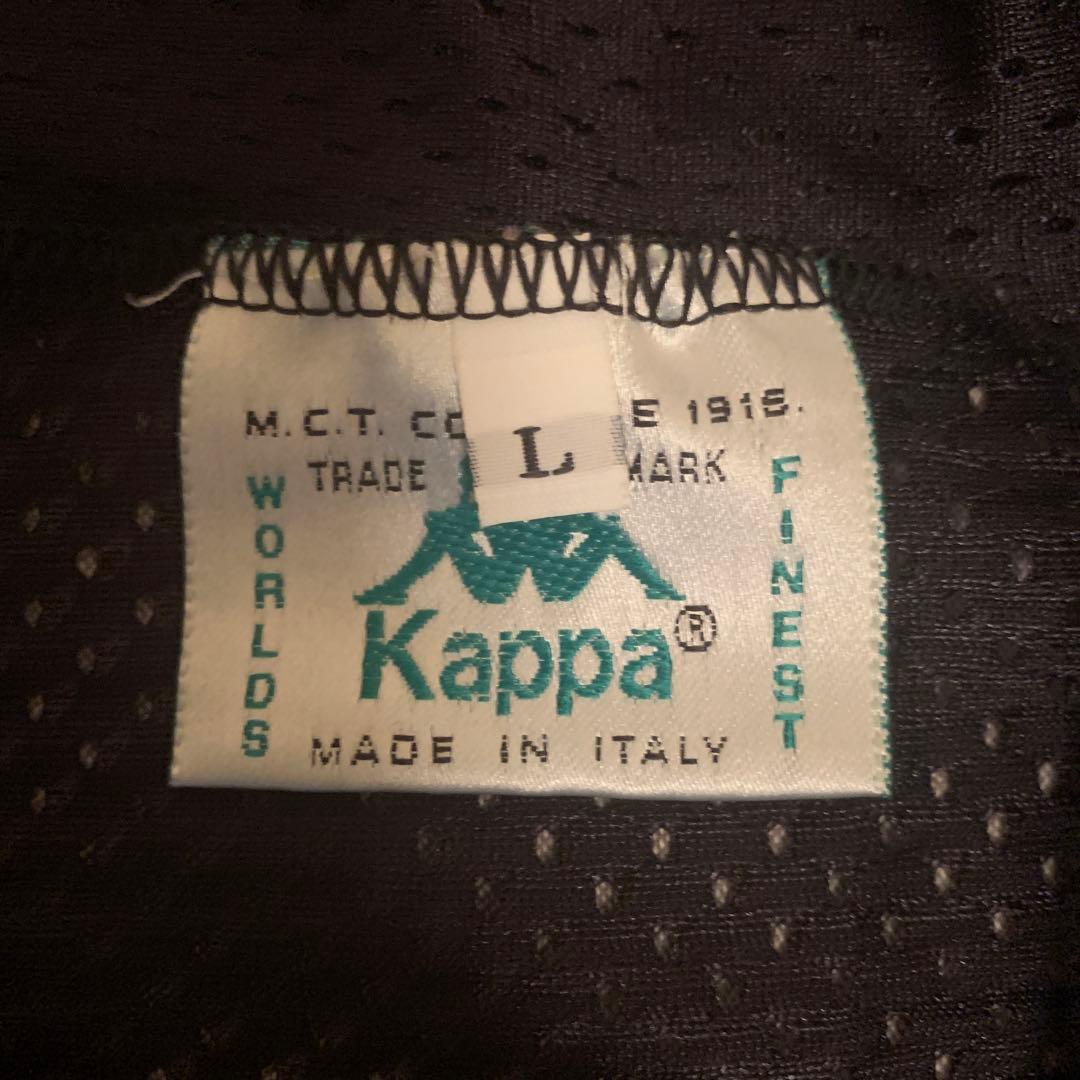 M.C.T. CO E 1916.
TRADE MARK
L
WORLDS
FINEST
Kappa®
MADE IN ITALY